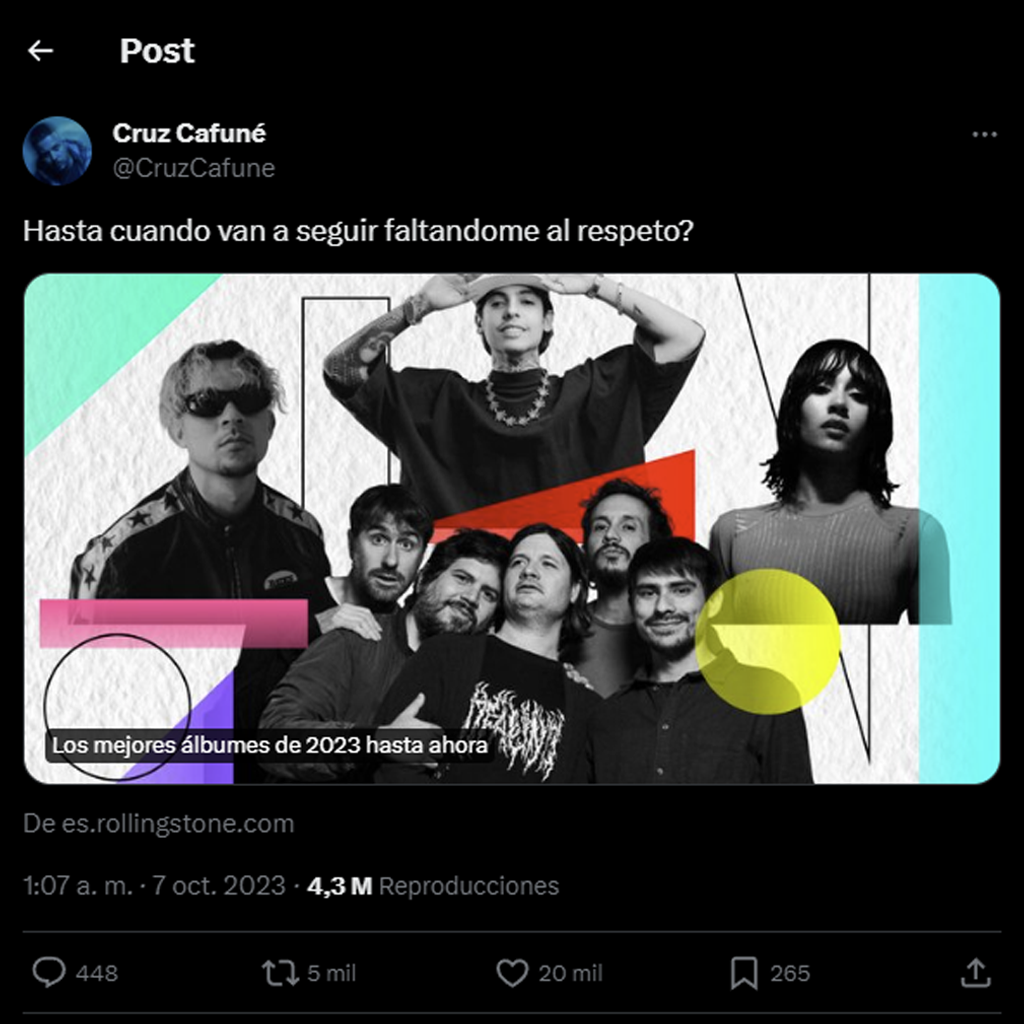 Post
Cruz Cafuné
@CruzCafune
Hasta cuando van a seguir faltandome al respeto?
Los mejores álbumes de 2023 hasta ahora
De es.rollingstone.com
1:07 a. m. · 7 oct. 2023 · 4,3 M Reproducciones
448 5 mil 20 mil 265